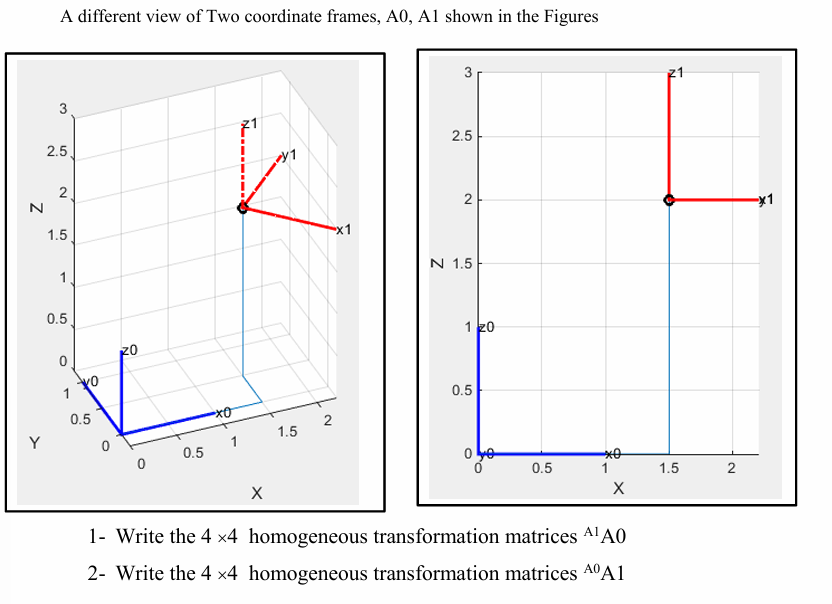 A different view of Two coordinate frames, A0, A1 shown in the Figures
3
2.5
2
1.5
1
0.5
0
Z
z1
y1
x1
z0
y0
x0
1
0.5
0
Y
0
0.5
1
1.5
2
X
3
2.5
2
1.5
1
0.5
0
Z
z1
y1
x1
z0
y0
x0
0
0.5
1
1.5
2
X
1- Write the 4 ×4 homogeneous transformation matrices ᴬ¹A0
2- Write the 4 ×4 homogeneous transformation matrices ᴬ⁰A1